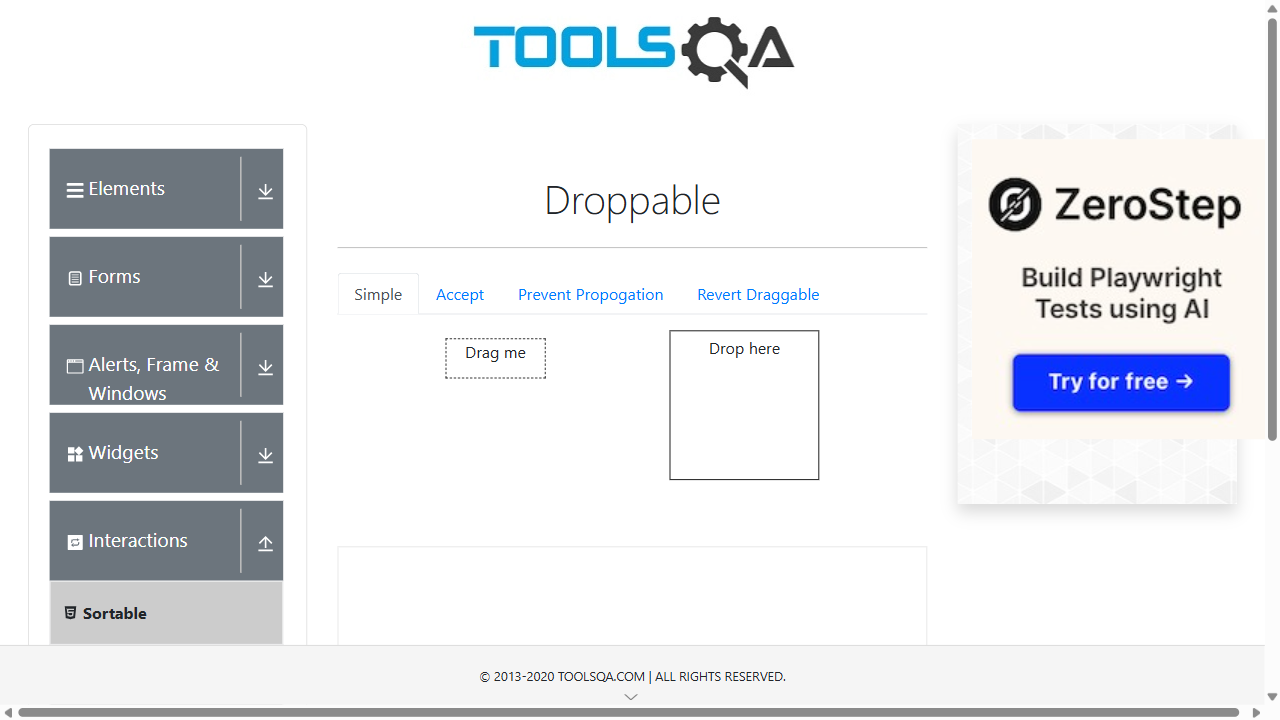 TOOLSQA
Elements
Forms
Alerts, Frame &
Windows
Widgets
Interactions
Sortable
Droppable
Simple
Accept
Prevent Propogation
Revert Draggable
Drag me
Drop here
ZeroStep
Build Playwright
Tests using AI
Try for free →
© 2013-2020 TOOLSQA.COM | ALL RIGHTS RESERVED.